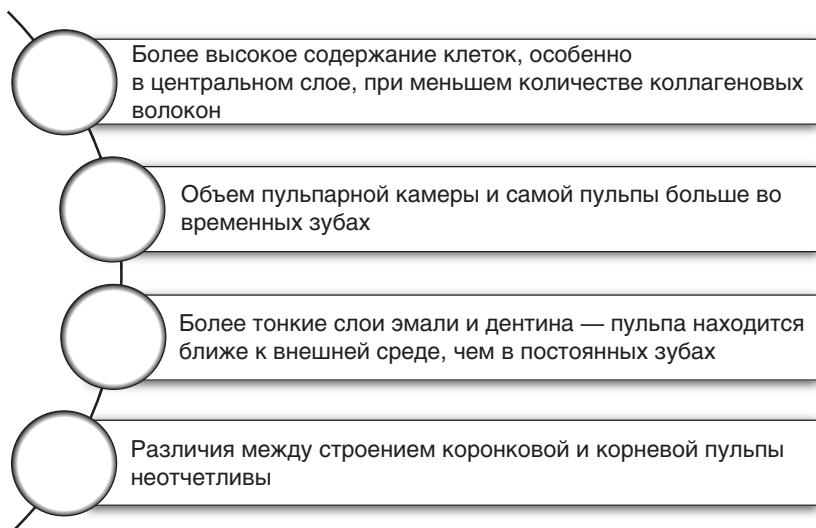 Более высокое содержание клеток, особенно
в центральном слое, при меньшем количестве коллагеновых
волокон
Объем пульпарной камеры и самой пульпы больше во
временных зубах
Более тонкие слои эмали и дентина — пульпа находится
ближе к внешней среде, чем в постоянных зубах
Различия между строением коронковой и корневой пульпы
неотчетливы